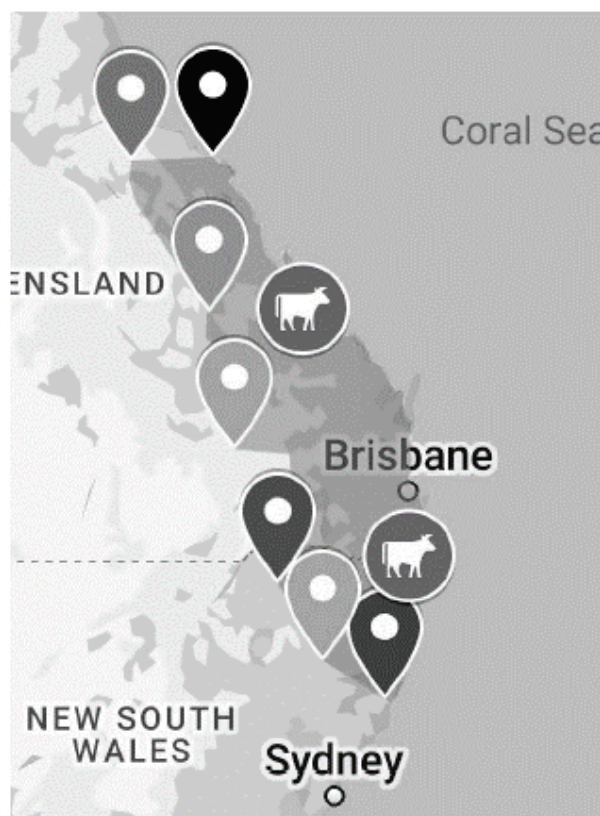 Coral Sea
ENSLAND
Brisbane
NEW SOUTH
WALES
Sydney